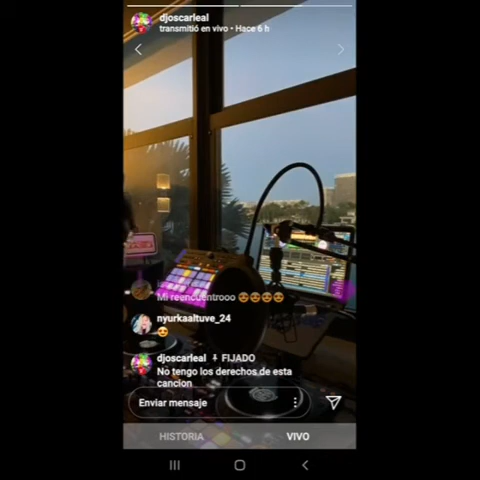 djoscarleal
transmitió en vivo • Hace 6 h
Mi reencuentrooo 😍😍😍😍
nyurkaaltuve_24
😍
djoscarleal 📌 FIJADO
No tengo los derechos de esta
cancion
Enviar mensaje
HISTORIA VIVO